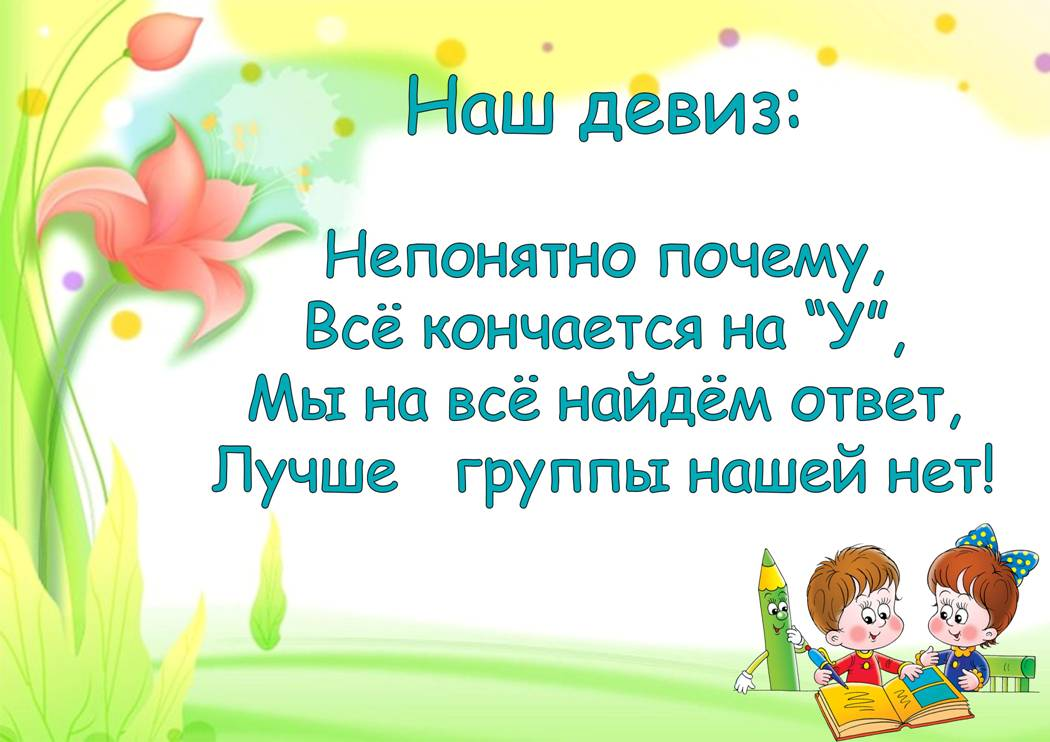 Наш девиз:
Непонятно почему,
Всё кончается на “У”,
Мы на всё найдём ответ,
Лучше группы нашей нет!